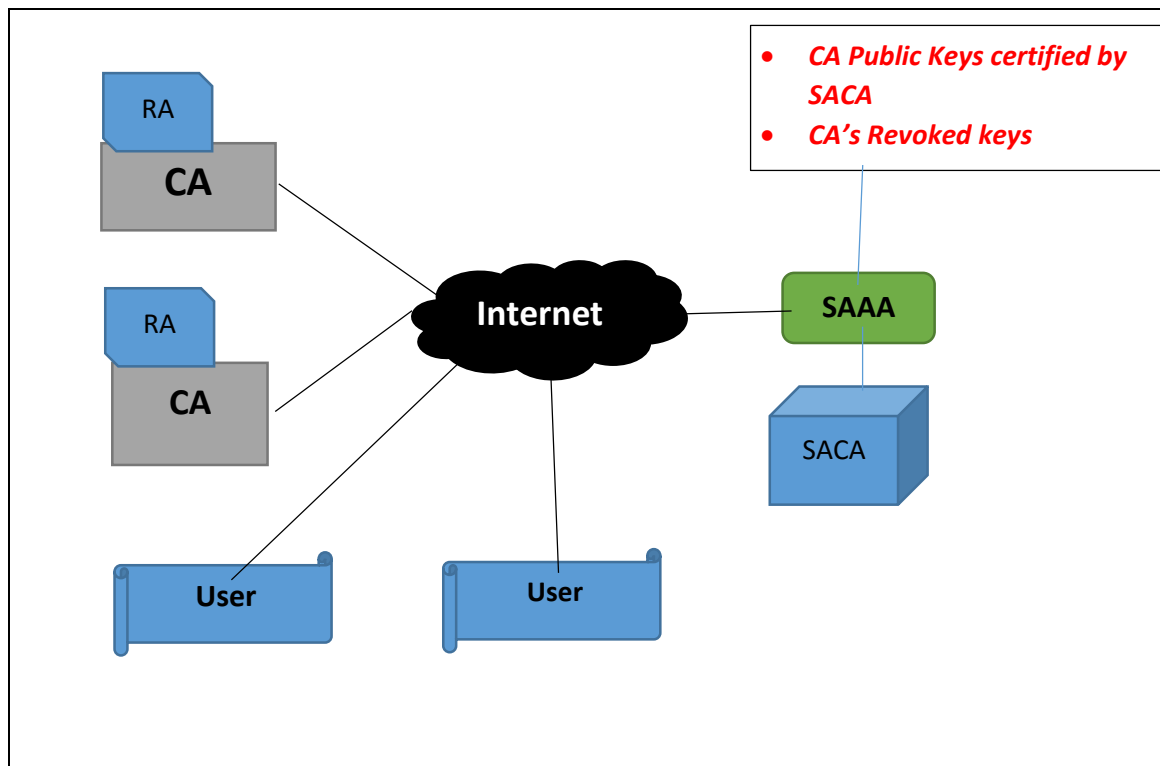 RA
CA
RA
CA
User
User
Internet
• CA Public Keys certified by
SACA
• CA's Revoked keys
SAAA
SACA